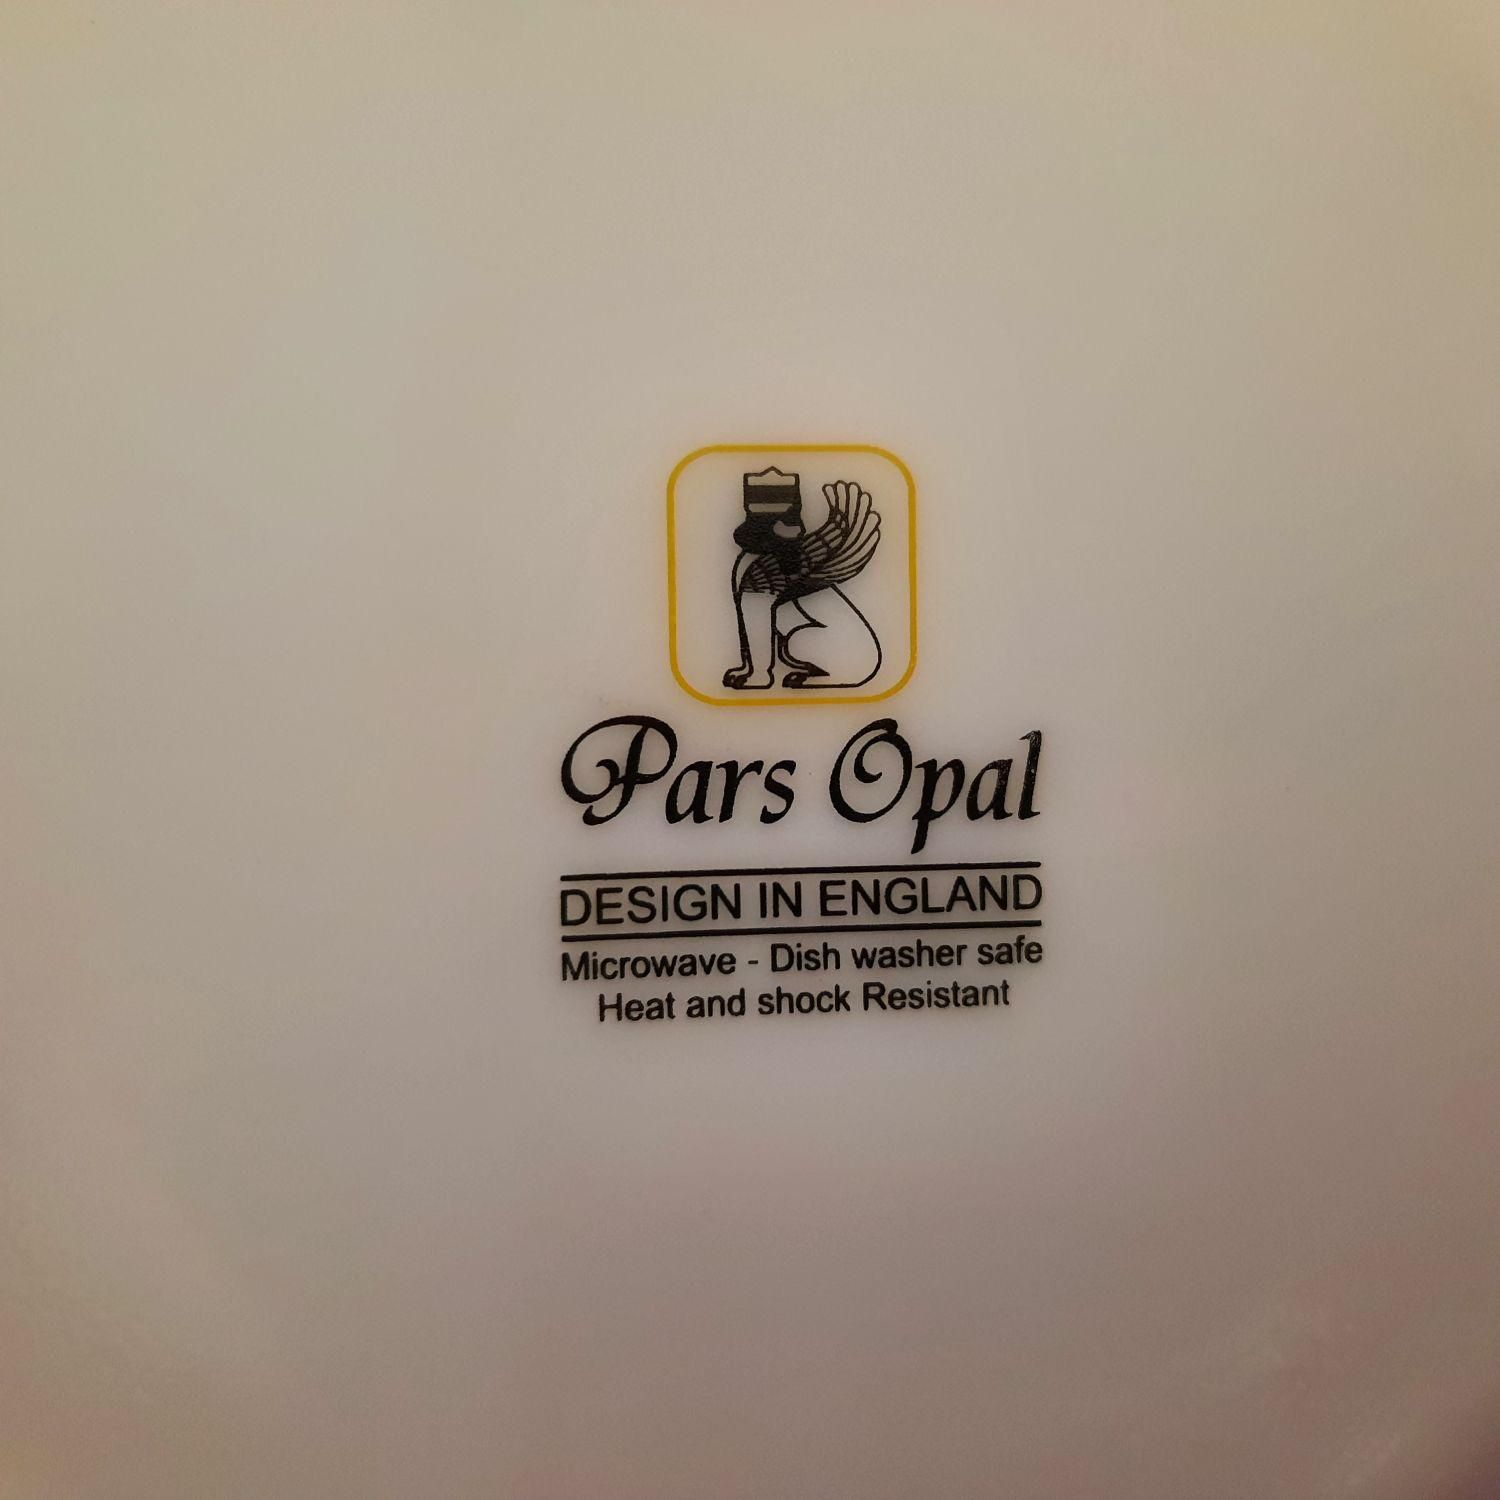 Pars Opal
DESIGN IN ENGLAND
Microwave - Dish washer safe
Heat and shock Resistant